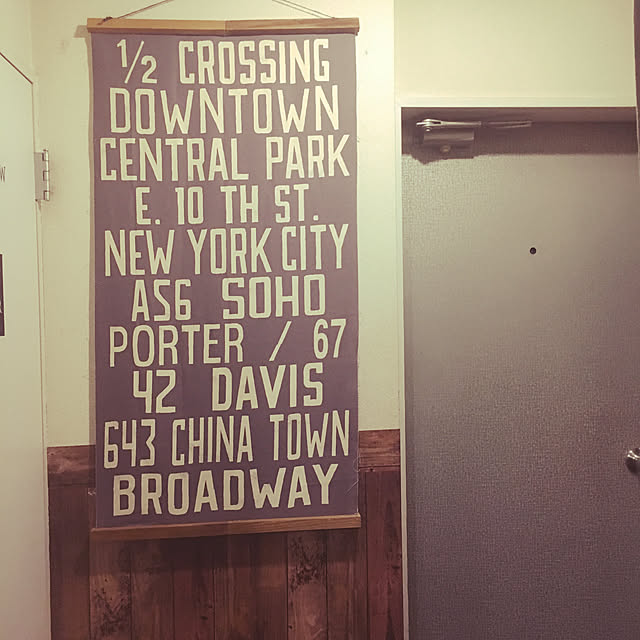 ½ CROSSING
DOWNTOWN
CENTRAL PARK
E. 10 TH ST.
NEW YORK CITY
AS6 SOHO
PORTER / 67
42 DAVIS
643 CHINA TOWN
BROADWAY